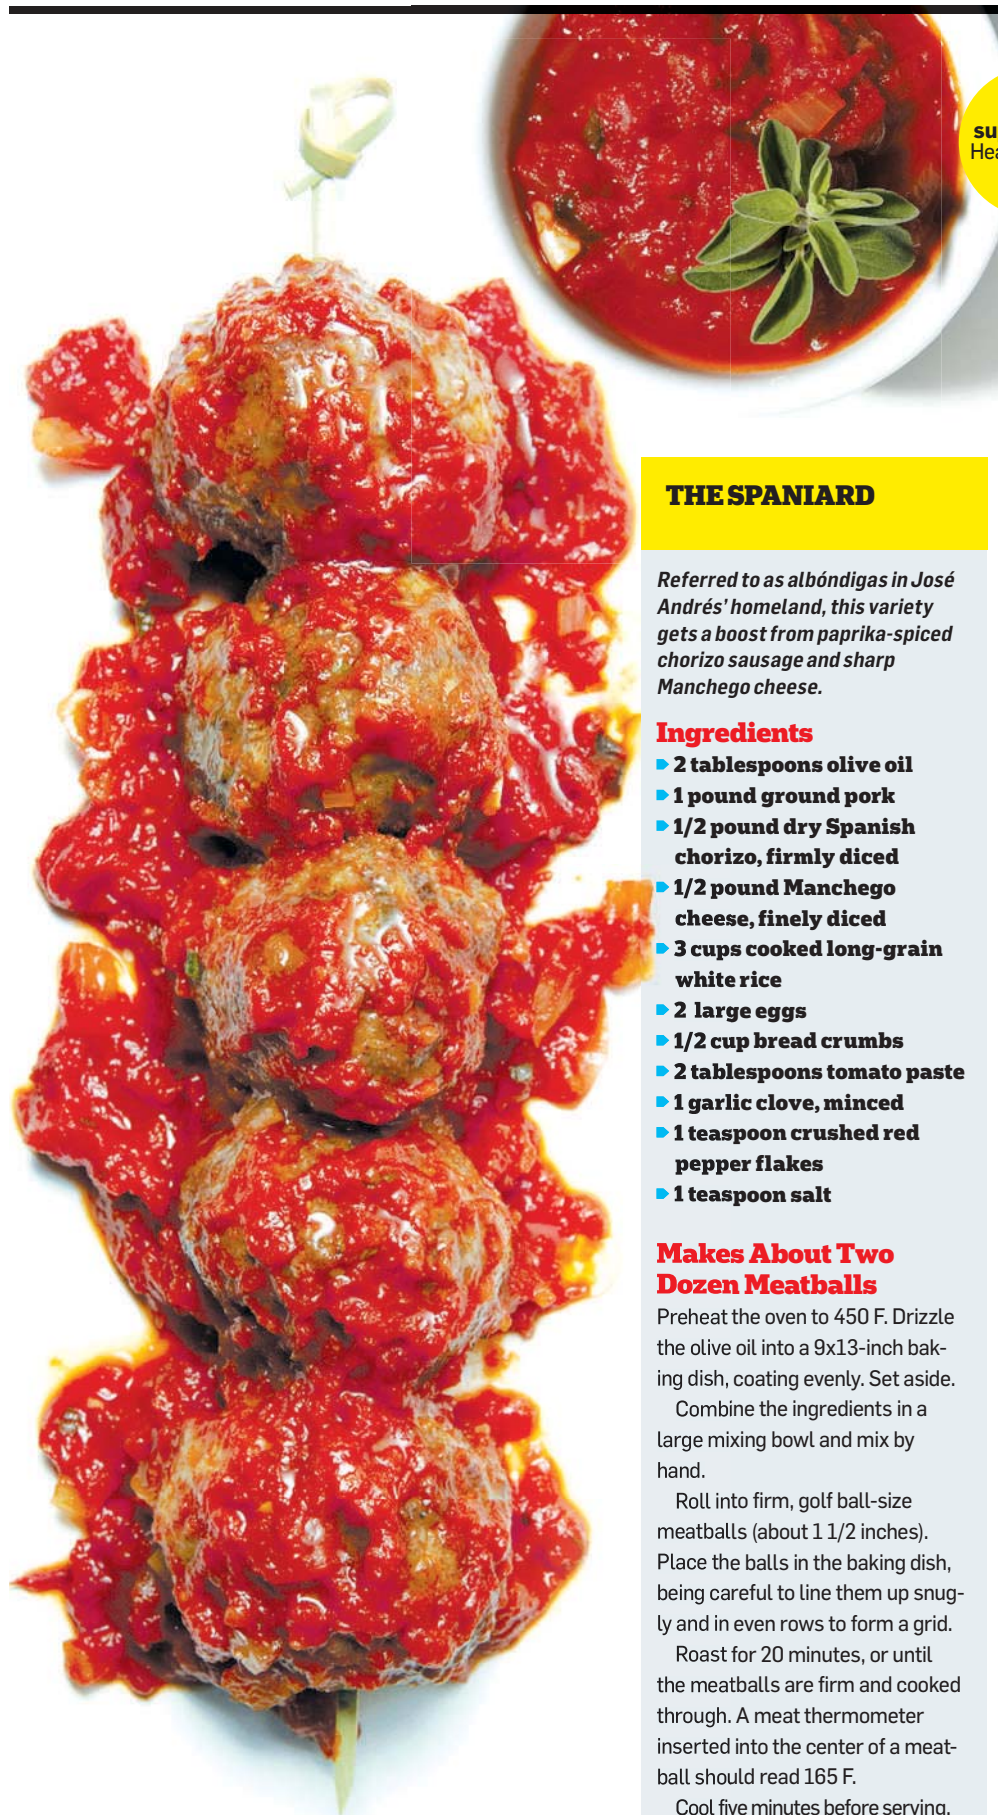 su
Hea
THE SPANIARD
Referred to as albóndigas in José
Andrés' homeland, this variety
gets a boost from paprika-spiced
chorizo sausage and sharp
Manchego cheese.
Ingredients
2 tablespoons olive oil
1 pound ground pork
1/2 pound dry Spanish
chorizo, firmly diced
1/2 pound Manchego
cheese, finely diced
3 cups cooked long-grain
white rice
2 large eggs
1/2 cup bread crumbs
2 tablespoons tomato paste
1 garlic clove, minced
1 teaspoon crushed red
pepper flakes
1 teaspoon salt
Makes About Two
Dozen Meatballs
Preheat the oven to 450 F. Drizzle
the olive oil into a 9x13-inch bak-
ing dish, coating evenly. Set aside.
Combine the ingredients in a
large mixing bowl and mix by
hand.
Roll into firm, golf ball-size
meatballs (about 1 1/2 inches).
Place the balls in the baking dish,
being careful to line them up snug-
ly and in even rows to form a grid.
Roast for 20 minutes, or until
the meatballs are firm and cooked
through. A meat thermometer
inserted into the center of a meat-
ball should read 165 F.
Cool five minutes before serving.